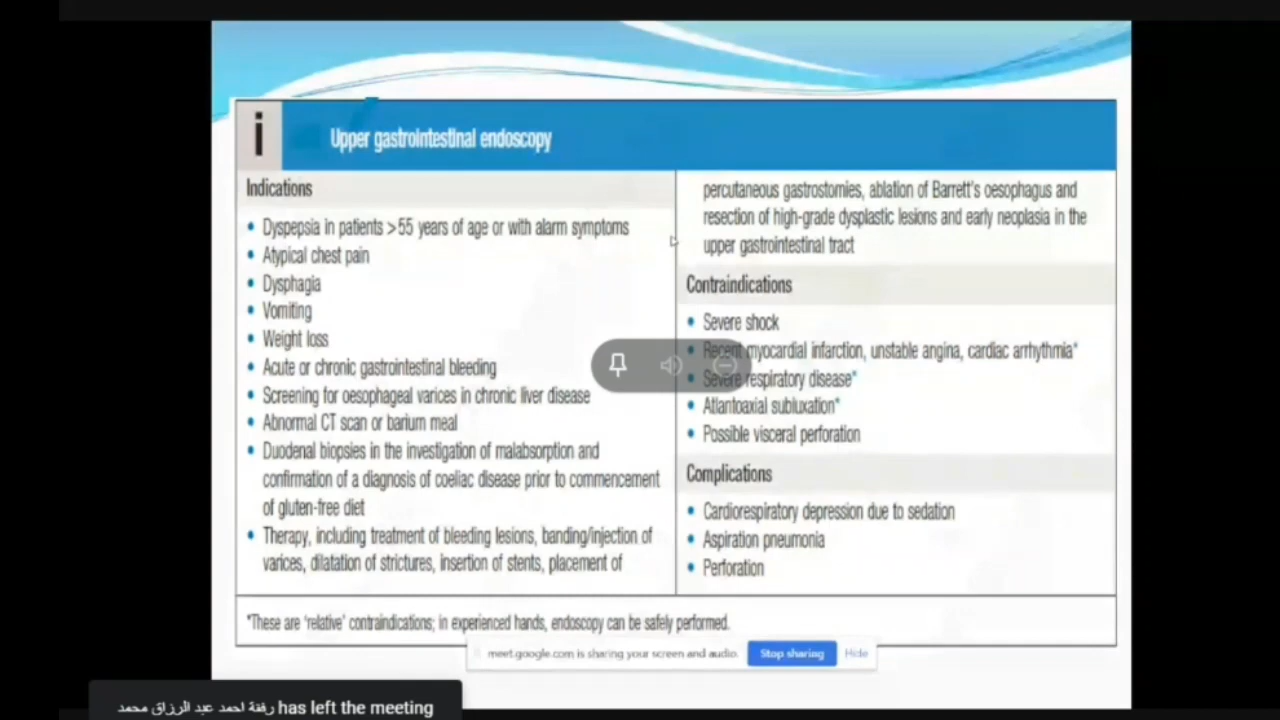 i
Upper gastrointestinal endoscopy
Indications
• Dyspepsia in patients >55 years of age or with alarm symptoms
• Atypical chest pain
• Dysphagia
• Vomiting
• Weight loss
• Acute or chronic gastrointestinal bleeding
• Screening for oesophageal varices in chronic liver disease
• Abnormal CT scan or barium meal
• Duodenal biopsies in the investigation of malabsorption and
confirmation of a diagnosis of coeliac disease prior to commencement
of gluten-free diet
• Therapy, including treatment of bleeding lesions, banding/injection of
varices, dilatation of strictures, insertion of stents, placement of
percutaneous gastrostomies, ablation of Barrett's oesophagus and
resection of high-grade dysplastic lesions and early neoplasia in the
upper gastrointestinal tract
Contraindications
• Severe shock
• Recent myocardial infarction, unstable angina, cardiac arrhythmia*
• Severe respiratory disease*
• Atlantoaxial subluxation*
• Possible visceral perforation
Complications
• Cardiorespiratory depression due to sedation
• Aspiration pneumonia
• Perforation
*These are 'relative' contraindications; in experienced hands, endoscopy can be safely performed.
meet.google.com is sharing your screen and audio. Stop sharing Hide
رفقة احمد عبد الرزاق محمد has left the meeting